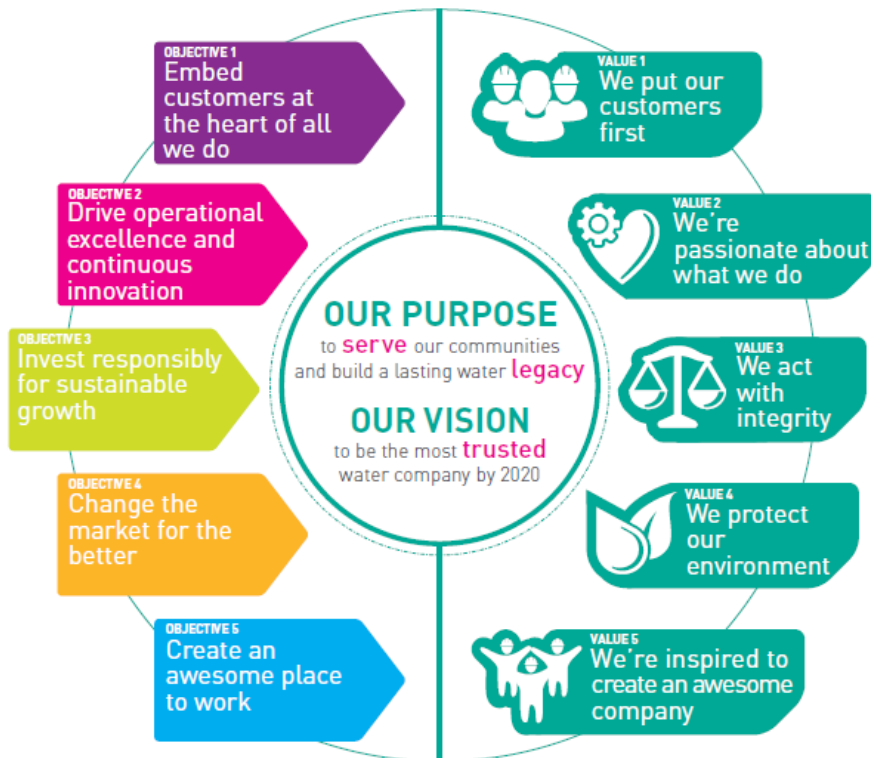 OBJECTIVE 1
Embed
customers at
the heart of all
we do
OBJECTIVE 2
Drive operational
excellence and
continuous
innovation
OBJECTIVE 3
Invest responsibly
for sustainable
growth
OBJECTIVE 4
Change the
market for the
better
OBJECTIVE 5
Create an
awesome place
to work
OUR PURPOSE
to serve our communities
and build a lasting water legacy
OUR VISION
to be the most trusted
water company by 2020
VALUE 1
We put our
customers
first
VALUE 2
We're
passionate about
what we do
VALUE 3
We act
with
integrity
VALUE 4
We protect
our
environment
VALUE 5
We're inspired to
create an awesome
company